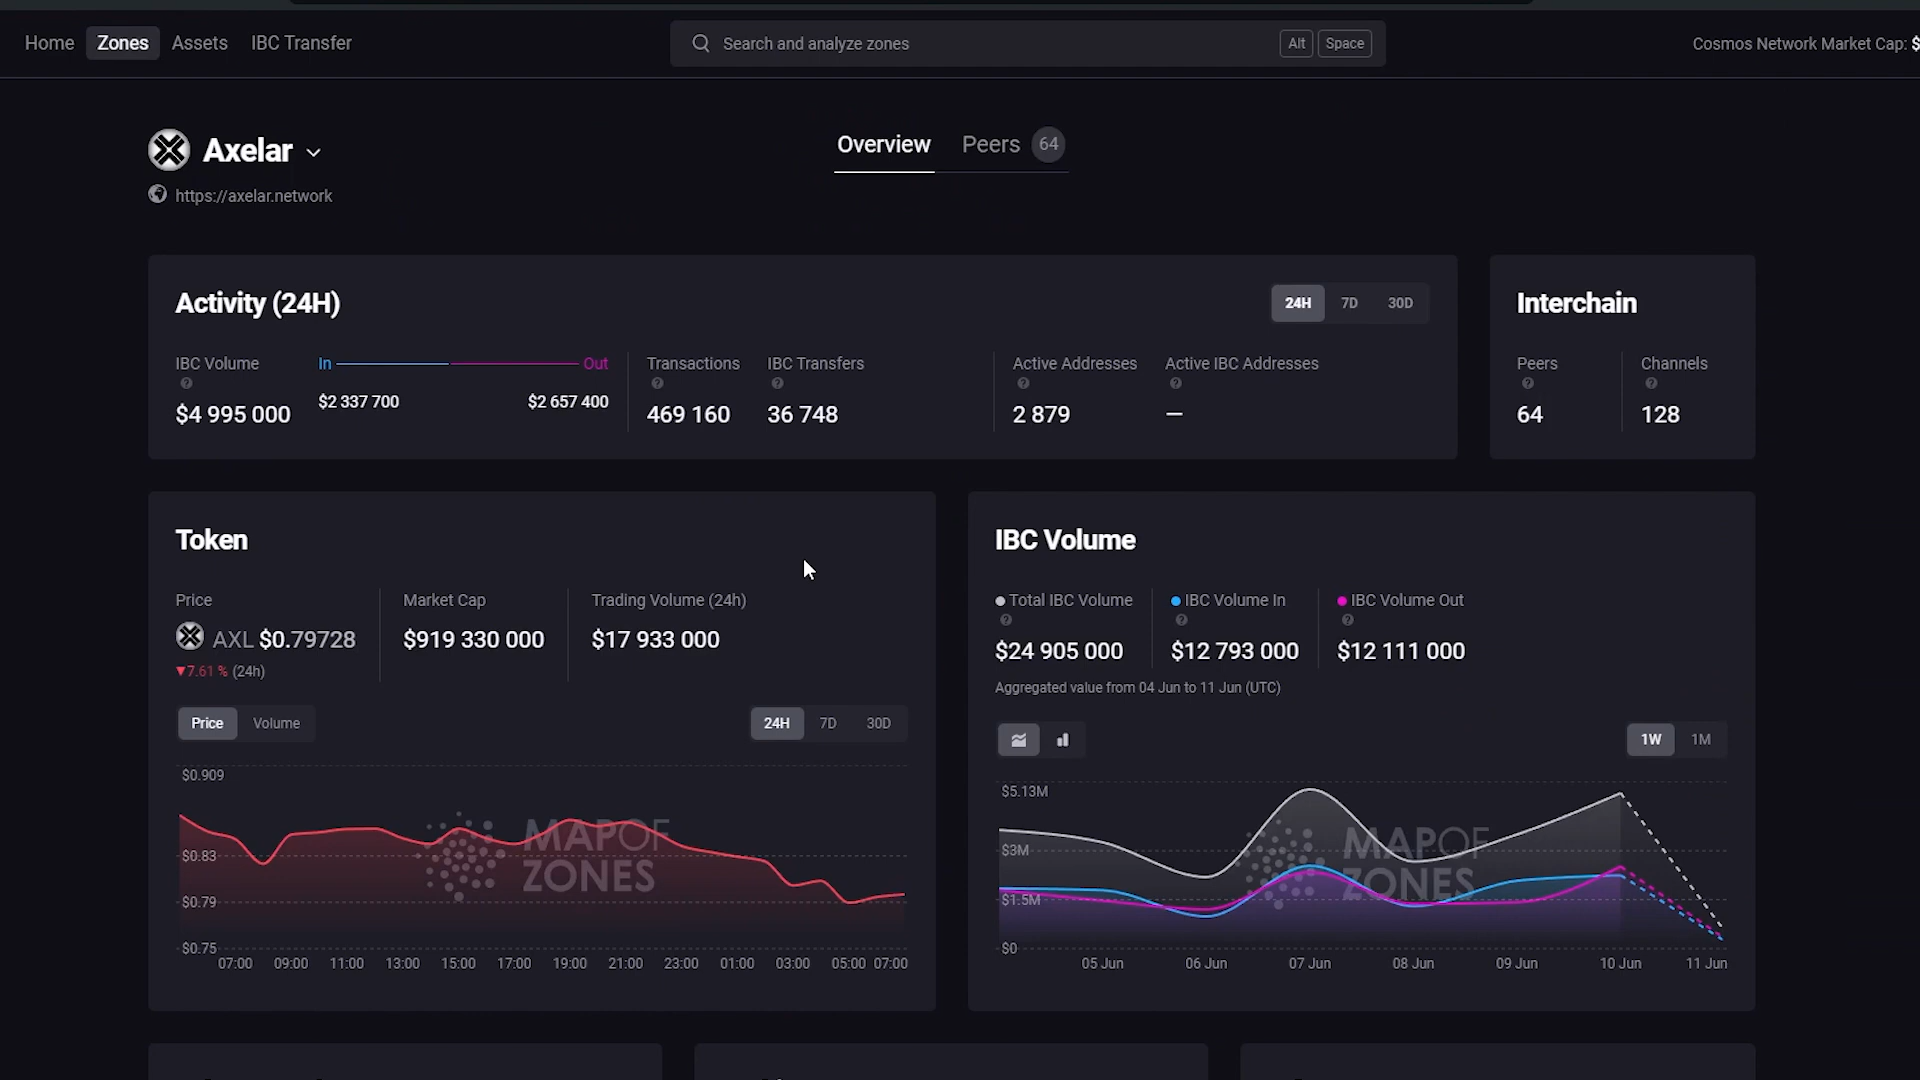 Home Zones Assets IBC Transfer Search and analyze zones Alt Space Cosmos Network Market Cap: $
Axelar
https://axelar.network
Overview Peers 64
Activity (24H) 24H 7D 30D
IBC Volume In Out Transactions IBC Transfers Active Addresses Active IBC Addresses
$4 995 000 $2 337 700 $2 657 400 469 160 36 748 2 879 —
Interchain
Peers Channels
64 128
Token
Price Market Cap Trading Volume (24h)
AXL $0.79728 $919 330 000 $17 933 000
▼7.61 % (24h)
Price Volume 24H 7D 30D
$0.909
$0.83
$0.79
$0.75
MAPOF
ZONES
07:00 09:00 11:00 13:00 15:00 17:00 19:00 21:00 23:00 01:00 03:00 05:00 07:00
IBC Volume
Total IBC Volume IBC Volume In IBC Volume Out
$24 905 000 $12 793 000 $12 111 000
Aggregated value from 04 Jun to 11 Jun (UTC)
1W 1M
$5.13M
$3M
$1.5M
$0
MAPOF
ZONES
05 Jun 06 Jun 07 Jun 08 Jun 09 Jun 10 Jun 11 Jun